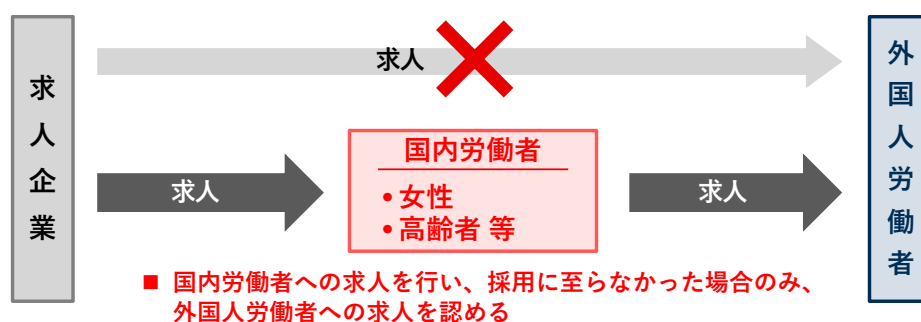 求人企業
求人
外国人労働者
国内労働者
• 女性
• 高齢者 等
求人
求人
■ 国内労働者への求人を行い、採用に至らなかった場合のみ、
外国人労働者への求人を認める